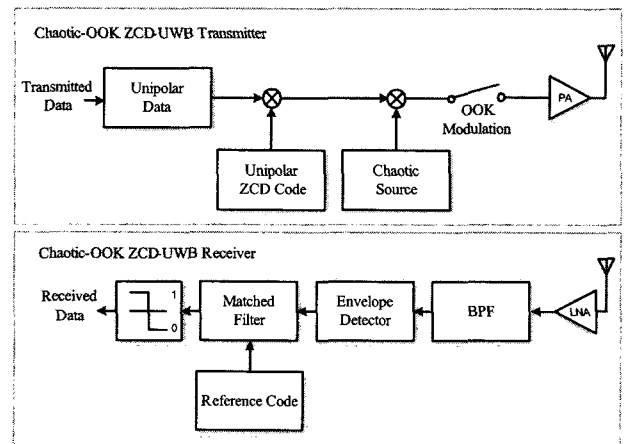 Chaotic-OOK ZCD-UWB Transmitter
Transmitted
Data
Unipolar
Data
OOK
Modulation
PA
Unipolar
ZCD Code
Chaotic
Source
Chaotic-OOK ZCD-UWB Receiver
Received
Data
1
0
Matched
Filter
Envelope
Detector
BPF
LNA
Reference Code